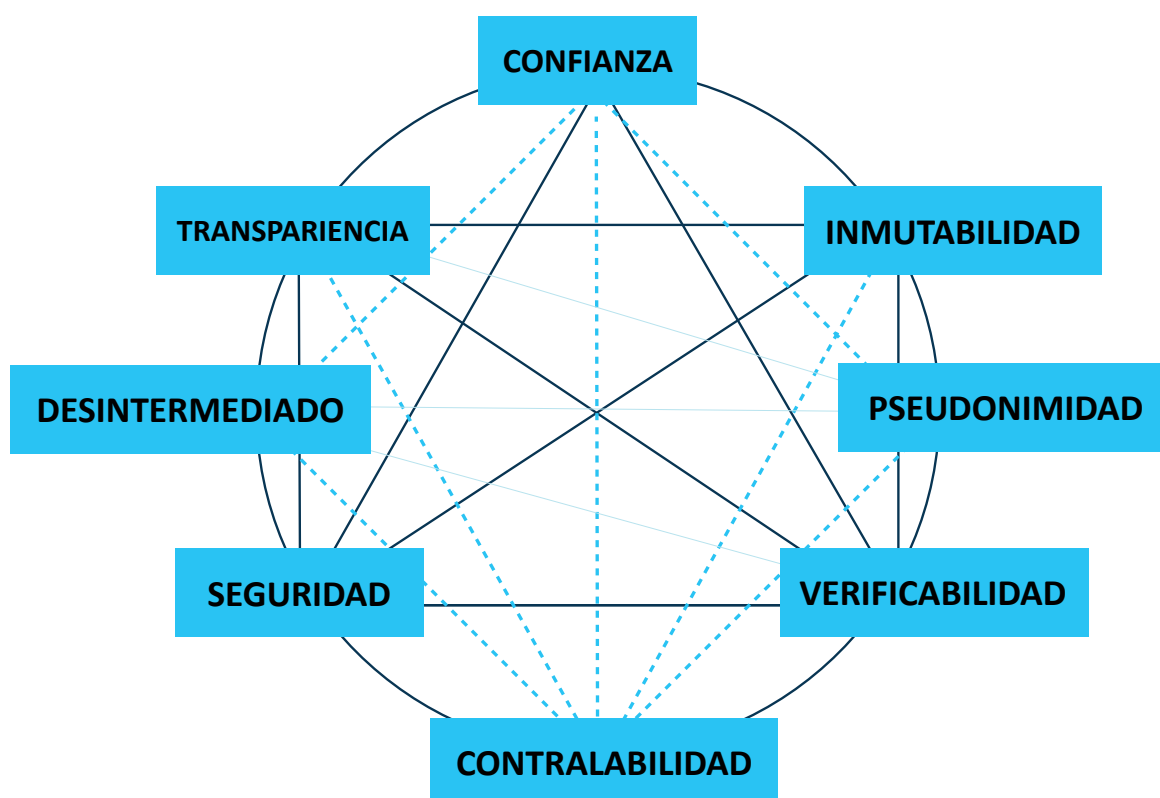 CONFIANZA
TRANSPARIENCIA
INMUTABILIDAD
DESINTERMEDIADO
PSEUDONIMIDAD
SEGURIDAD
VERIFICABILIDAD
CONTRALABILIDAD